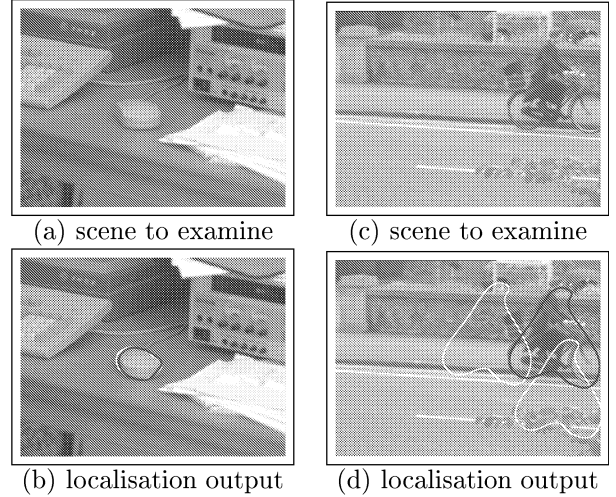 (a) scene to examine
(c) scene to examine
(b) localisation output
(d) localisation output